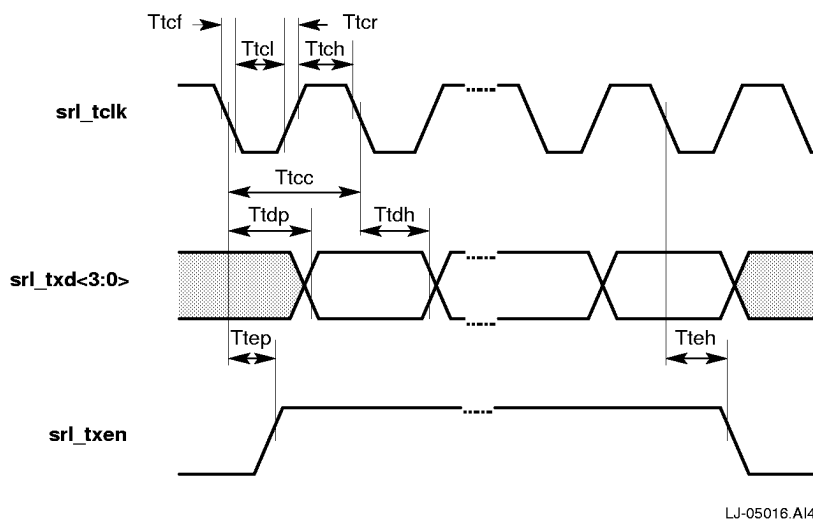 Ttcf
Ttcr
Ttcl
Ttch
srl_tclk
Ttcc
Ttdp
Ttdh
srl_txd<3:0>
Ttep
Tteh
srl_txen
LJ-05016.AI4